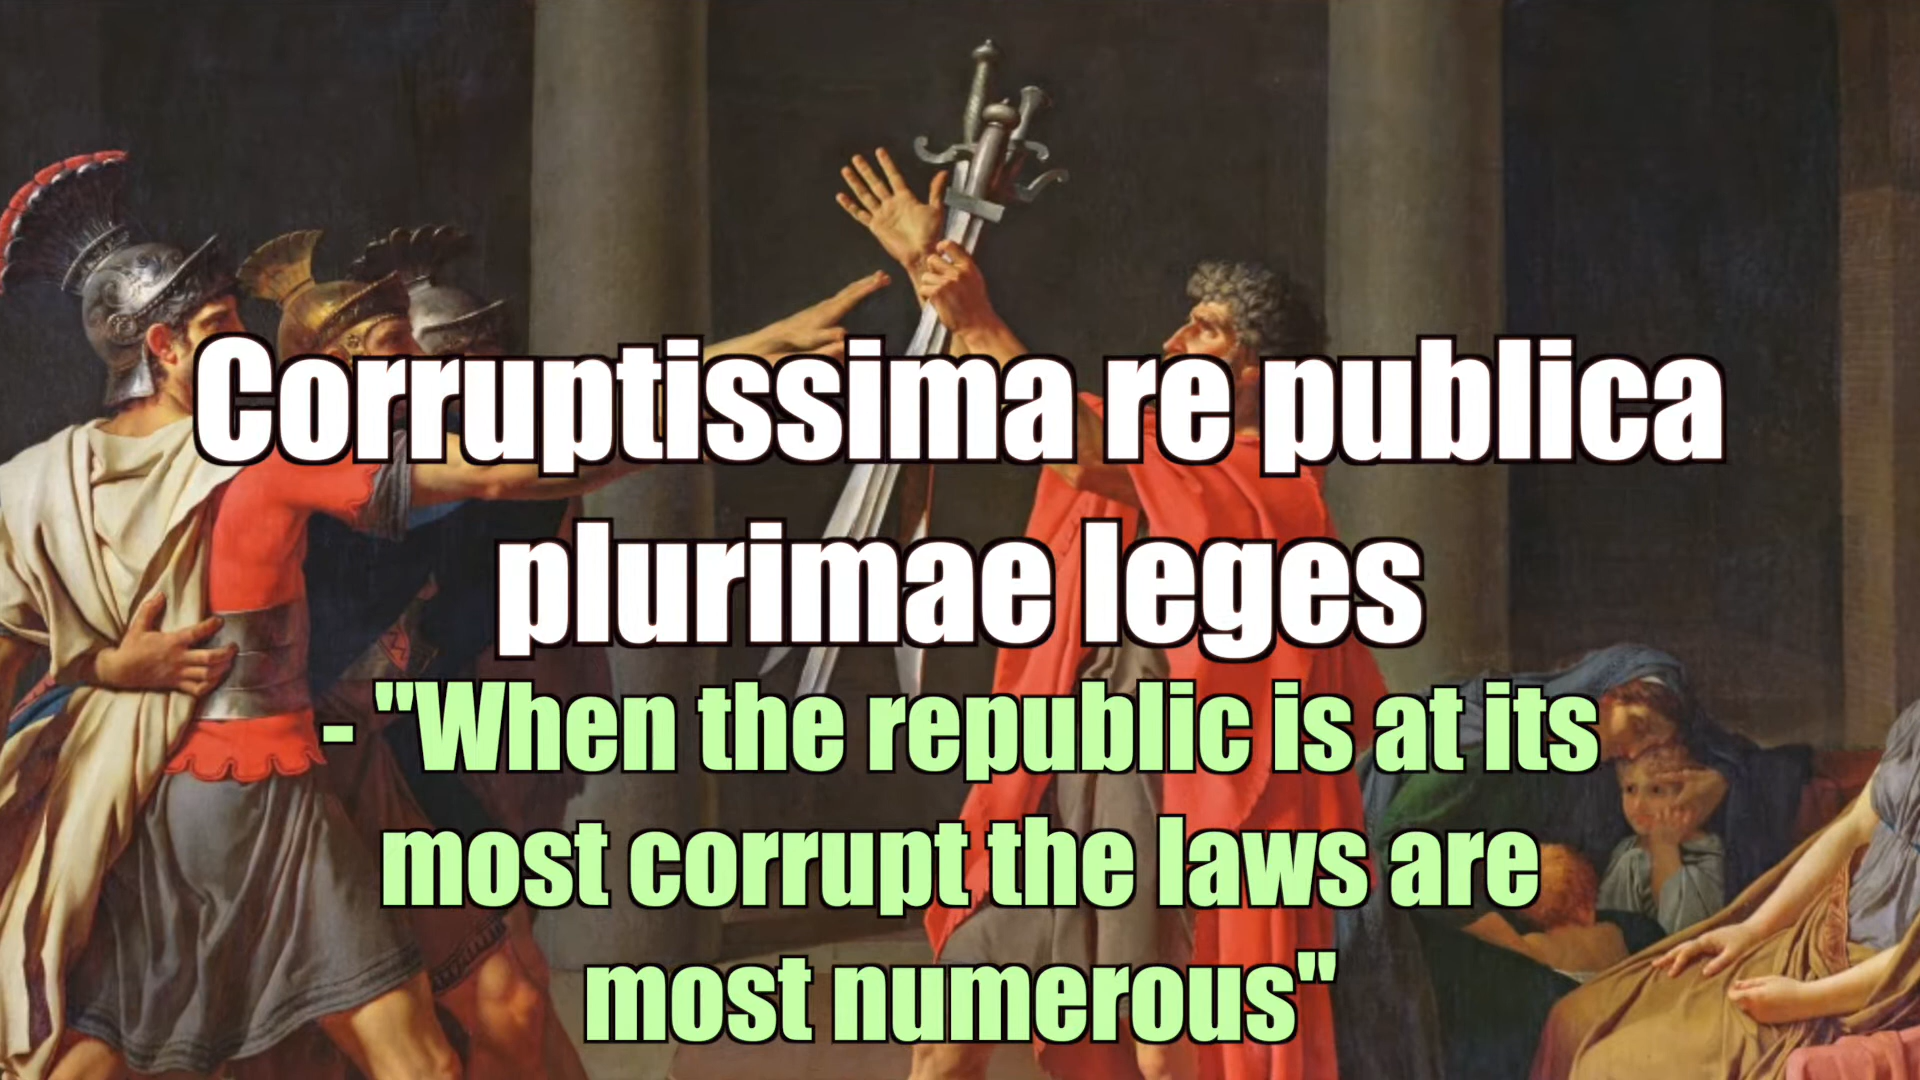 Corruptissima re publica
plurimae leges
- "When the republic is at its
most corrupt the laws are
most numerous"